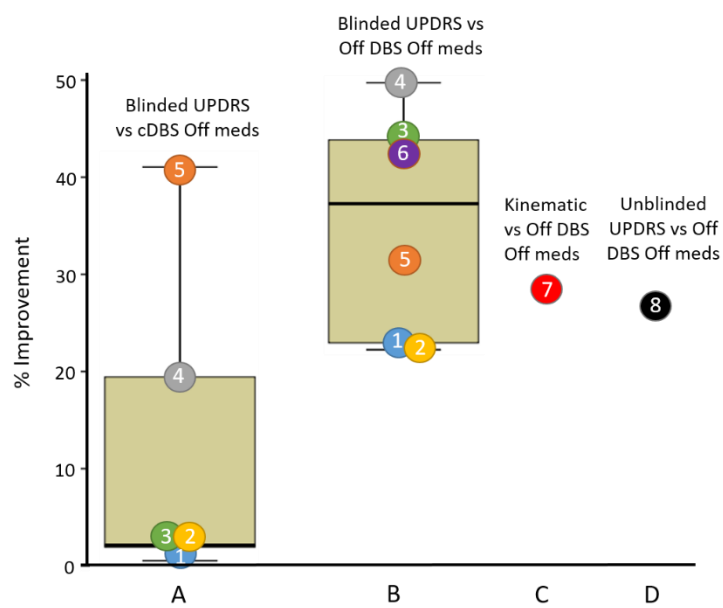 Blinded UPDRS vs
Off DBS Off meds
50
4
Blinded UPDRS
vs cDBS Off meds
3
6
40
5
Kinematic
vs Off DBS
Off meds
Unblinded
UPDRS vs Off
DBS Off meds
% Improvement
30
5
7
8
20
4
1
2
10
3
2
1
0
A
B
C
D